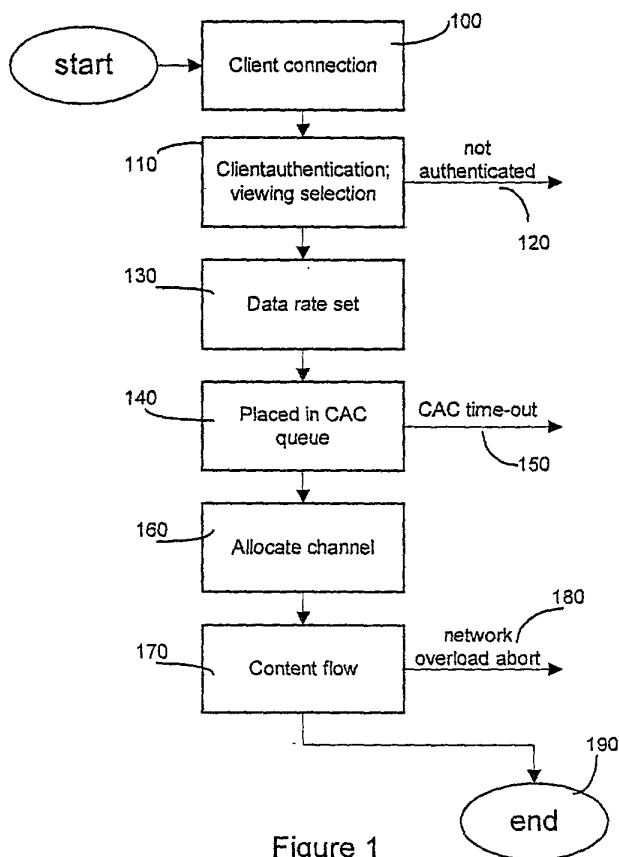 100
start
Client connection
110
Clientauthentication;
viewing selection
not
authenticated
120
130
Data rate set
140
Placed in CAC
queue
CAC time-out
150
160
Allocate channel
170
Content flow
180
network
overload abort
190
end
Figure 1